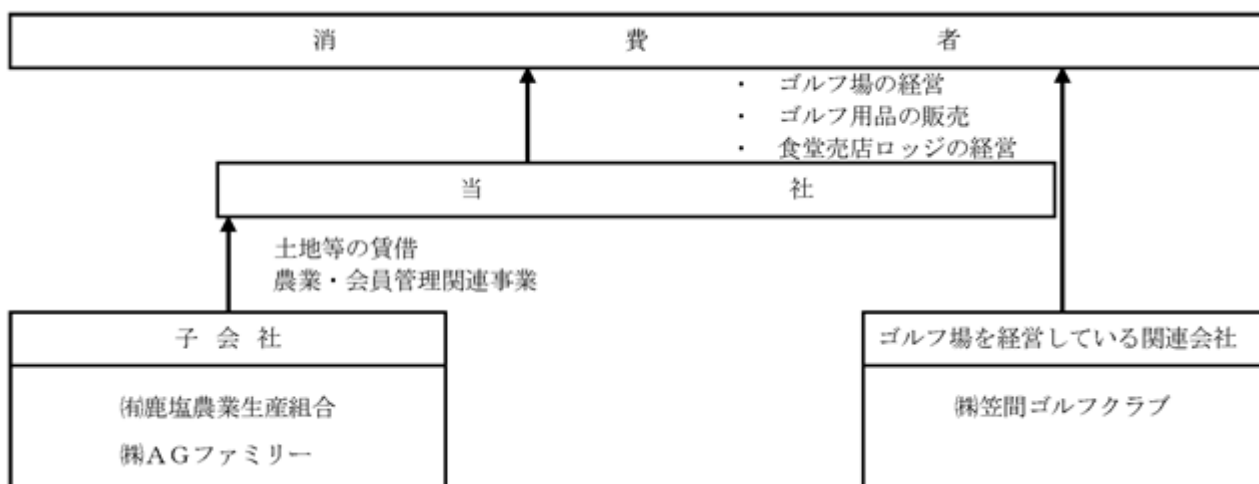 消費者
・ ゴルフ場の経営
・ ゴルフ用品の販売
・ 食堂売店ロッジの経営
当社
土地等の賃借
農業・会員管理関連事業
子会社
㈲鹿塩農業生産組合
㈱AGファミリー
ゴルフ場を経営している関連会社
㈱笠間ゴルフクラブ